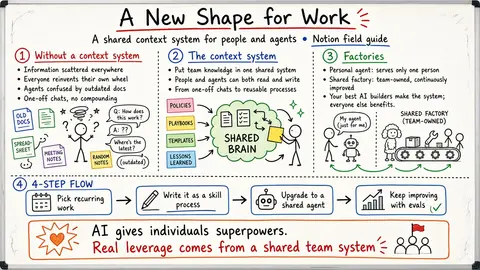 A New Shape for Work
A shared context system for people and agents • Notion field guide
1 Without a context system
• Information scattered everywhere
• Everyone reinvents their own wheel
• Agents confused by outdated docs
• One-off chats, no compounding
OLD DOCS
SPREAD-
SHEET
MEETING
NOTES
Q: How does
this work?
A: ??
Where's
the latest?
RANDOM
NOTES
(outdated)
2 The context system
• Put team knowledge in one shared system
• People and agents can both read and write
• From one-off chats to reusable processes
POLICIES
PLAYBOOKS
TEMPLATES
LESSONS
LEARNED
SHARED
BRAIN
3 Factories
• Personal agent: serves only one person
• Shared factory: team-owned, continuously
improved
• Your best AI builders make the system;
everyone else benefits.
My agent
(just for me)
SHARED FACTORY
(TEAM-OWNED)
4 4-STEP FLOW
Pick recurring
work
Write it as a skill
process
Upgrade to a
shared agent
Keep improving
with evals
AI gives individuals superpowers.
Real leverage comes from a shared team system